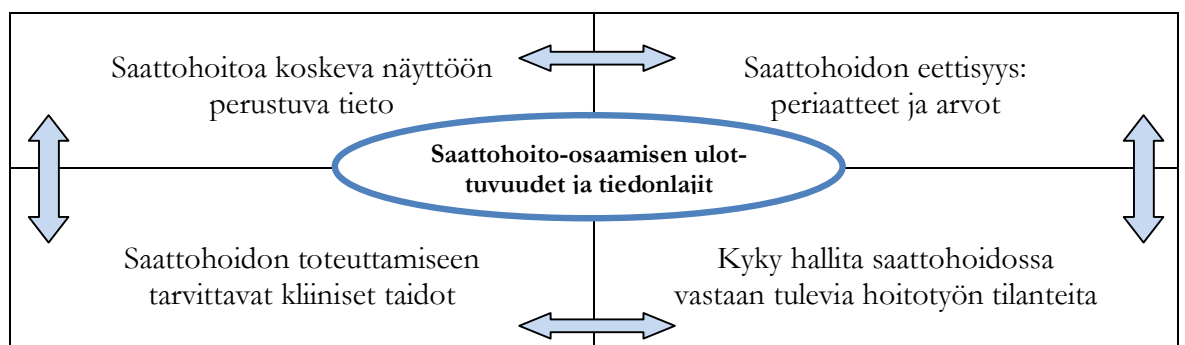 Saattohoitoa koskeva näyttöön
perustuva tieto
Saattohoidon eettisyys:
periaatteet ja arvot
Saattohoito-osaamisen ulot-
tuvuudet ja tiedonlajit
Saattohoidon toteuttamiseen
tarvittavat kliiniset taidot
Kyky hallita saattohoidossa
vastaan tulevia hoitotyön tilanteita